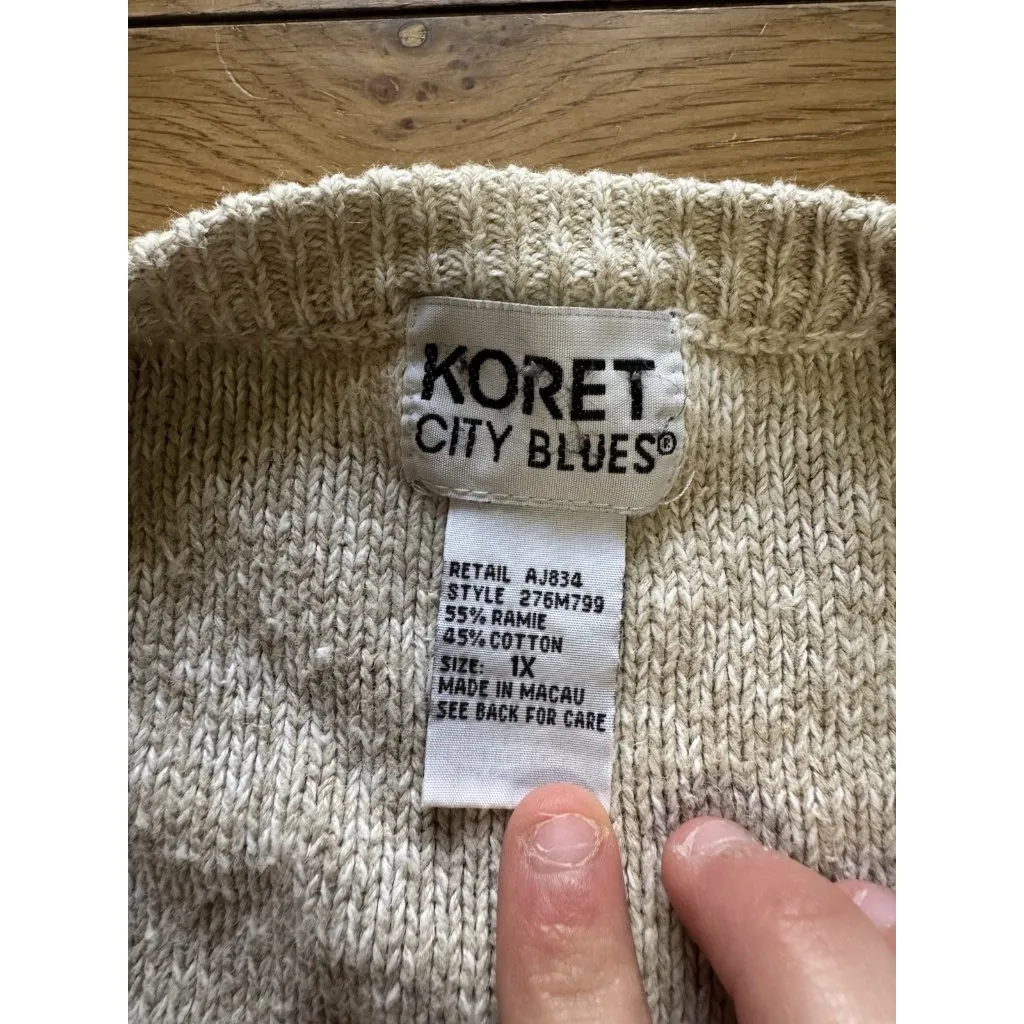 KORET
CITY BLUES®
RETAIL AJ834
STYLE 276M799
55% RAMIE
45% COTTON
SIZE: 1X
MADE IN MACAU
SEE BACK FOR CARE